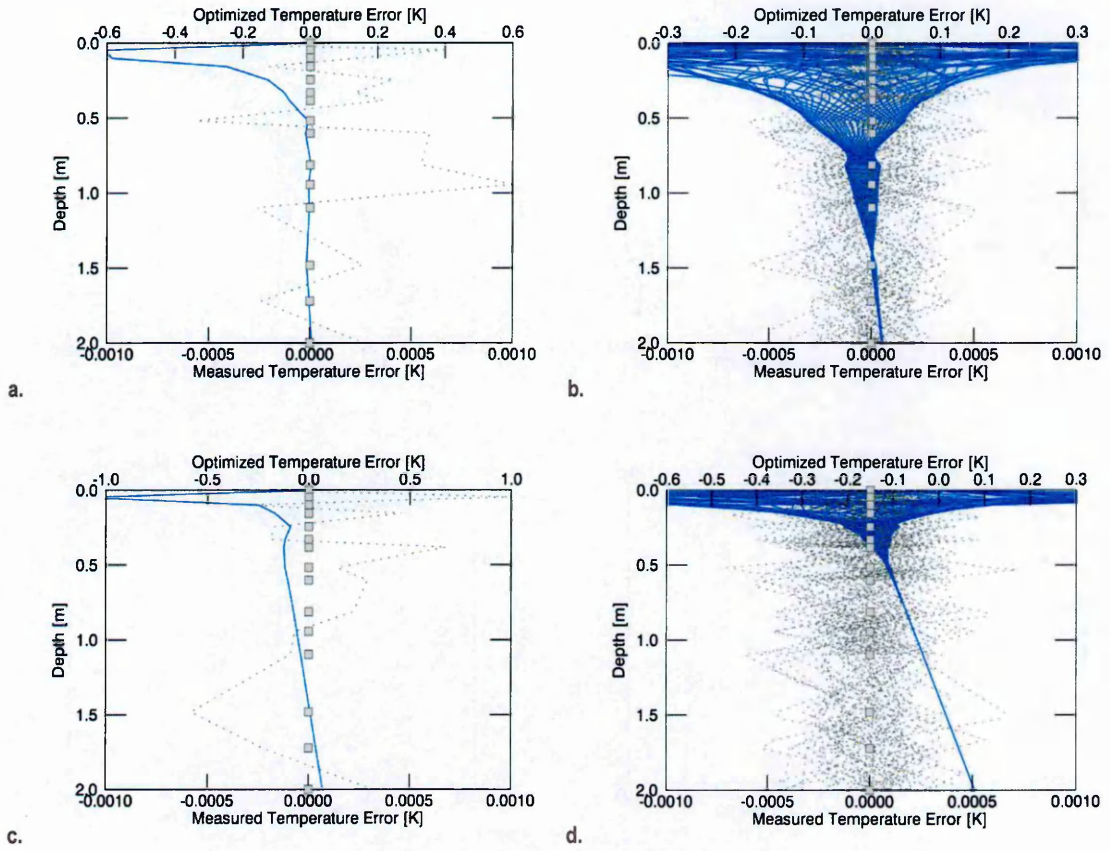 Optimized Temperature Error [K]
-0.6 -0.4 -0.2 0.0 0.2 0.4 0.6
0.0
0.5
1.0
1.5
2.0
Depth [m]
-0.0010 -0.0005 0.0000 0.0005 0.0010
Measured Temperature Error [K]
a.
Optimized Temperature Error [K]
-0.3 -0.2 -0.1 0.0 0.1 0.2 0.3
0.0
0.5
1.0
1.5
2.0
Depth [m]
-0.0010 -0.0005 0.0000 0.0005 0.0010
Measured Temperature Error [K]
b.
Optimized Temperature Error [K]
-1.0 -0.5 0.0 0.5 1.0
0.0
0.5
1.0
1.5
2.0
Depth [m]
-0.0010 -0.0005 0.0000 0.0005 0.0010
Measured Temperature Error [K]
c.
Optimized Temperature Error [K]
-0.6 -0.5 -0.4 -0.3 -0.2 -0.1 0.0 0.1 0.2 0.3
0.0
0.5
1.0
1.5
2.0
Depth [m]
-0.0010 -0.0005 0.0000 0.0005 0.0010
Measured Temperature Error [K]
d.